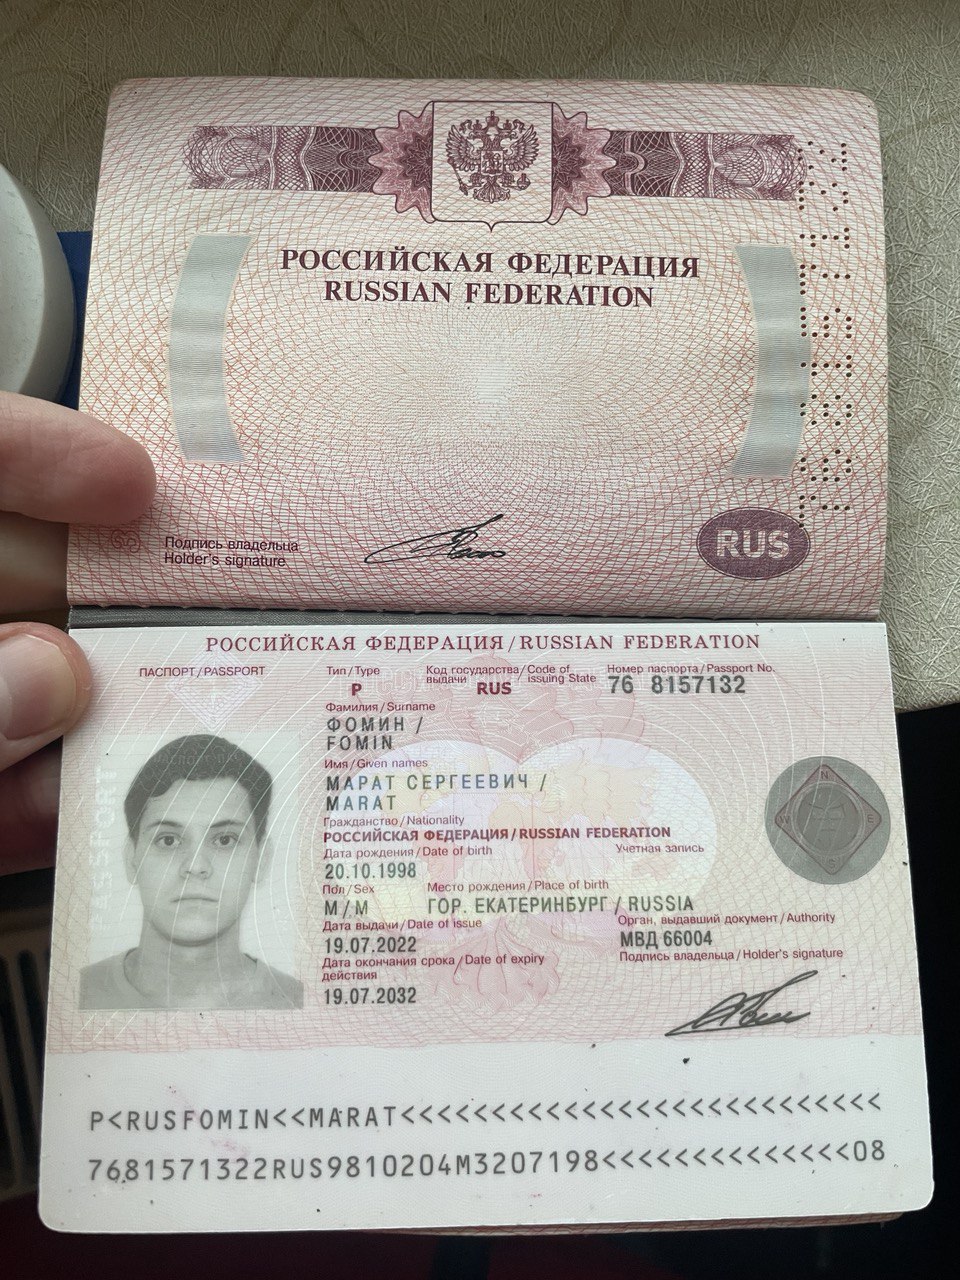 РОССИЙСКАЯ ФЕДЕРАЦИЯ
RUSSIAN FEDERATION
Подпись владельца
Holder's signature
RUS
РОССИЙСКАЯ ФЕДЕРАЦИЯ / RUSSIAN FEDERATION
ПАСПОРТ / PASSPORT
Тип / Type
Код государства / Code of
выдачи issuing State
Номер паспорта / Passport No.
P
RUS
76 8157132
Фамилия / Surname
ФОМИН /
FOMIN
Имя / Given names
МАРАТ СЕРГЕЕВИЧ /
MARAT
Гражданство / Nationality
РОССИЙСКАЯ ФЕДЕРАЦИЯ / RUSSIAN FEDERATION
Дата рождения / Date of birth
Учетная запись
20.10.1998
Пол / Sex
Место рождения / Place of birth
М / M
ГОР. ЕКАТЕРИНБУРГ / RUSSIA
Дата выдачи / Date of issue
Орган, выдавший документ / Authority
19.07.2022
МВД 66004
Дата окончания срока / Date of expiry
действия
Подпись владельца / Holder's signature
19.07.2032
P<RUSFOMIN<<MARAT<<<<<<<<<<<<<<<<<<<<<<<<<<<
7681571322RUS9810204M3207198<<<<<<<<<<<<<<08